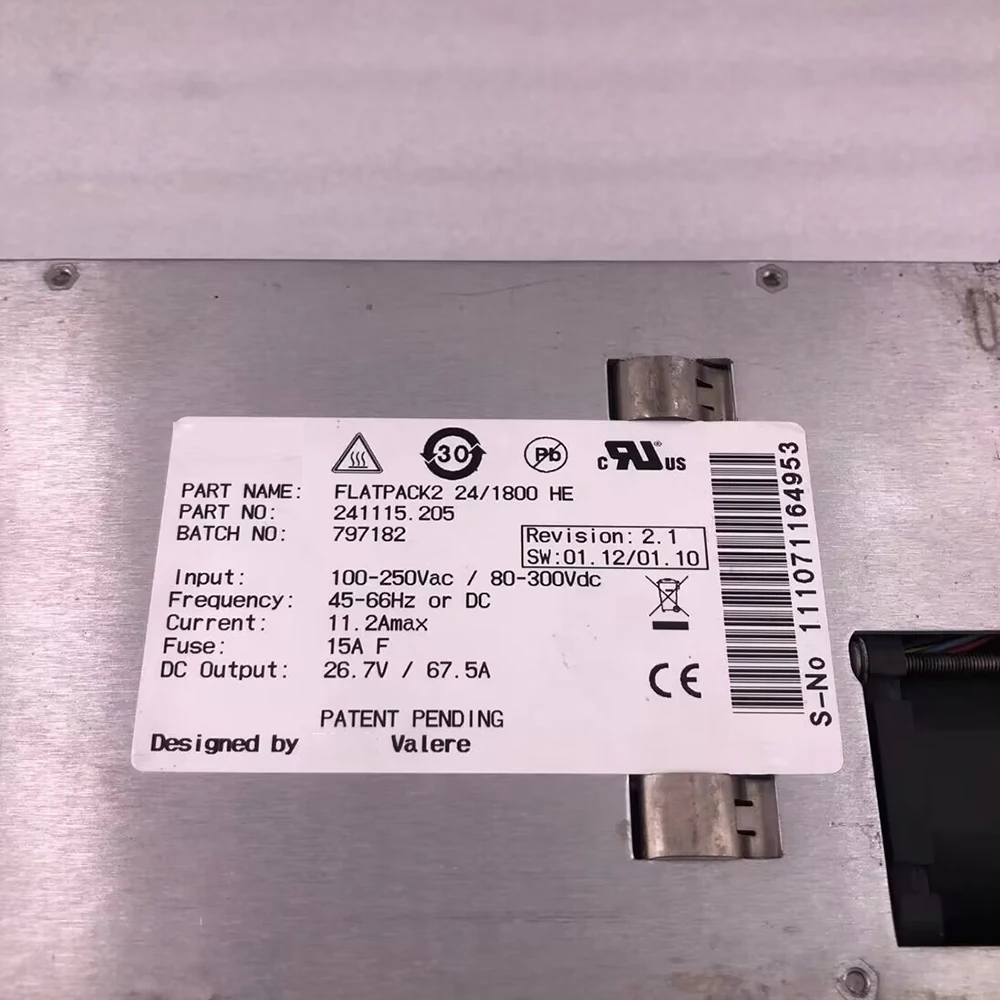 30
Pb
c RU® US
PART NAME: FLATPACK2 24/1800 HE
PART NO: 241115.205
BATCH NO: 797182
Revision: 2.1
SW:01.12/01.10
Input: 100-250Vac / 80-300Vdc
Frequency: 45-66Hz or DC
Current: 11.2Amax
Fuse: 15A F
DC Output: 26.7V / 67.5A
CE
PATENT PENDING
Designed by Valere
S-No 111071164953